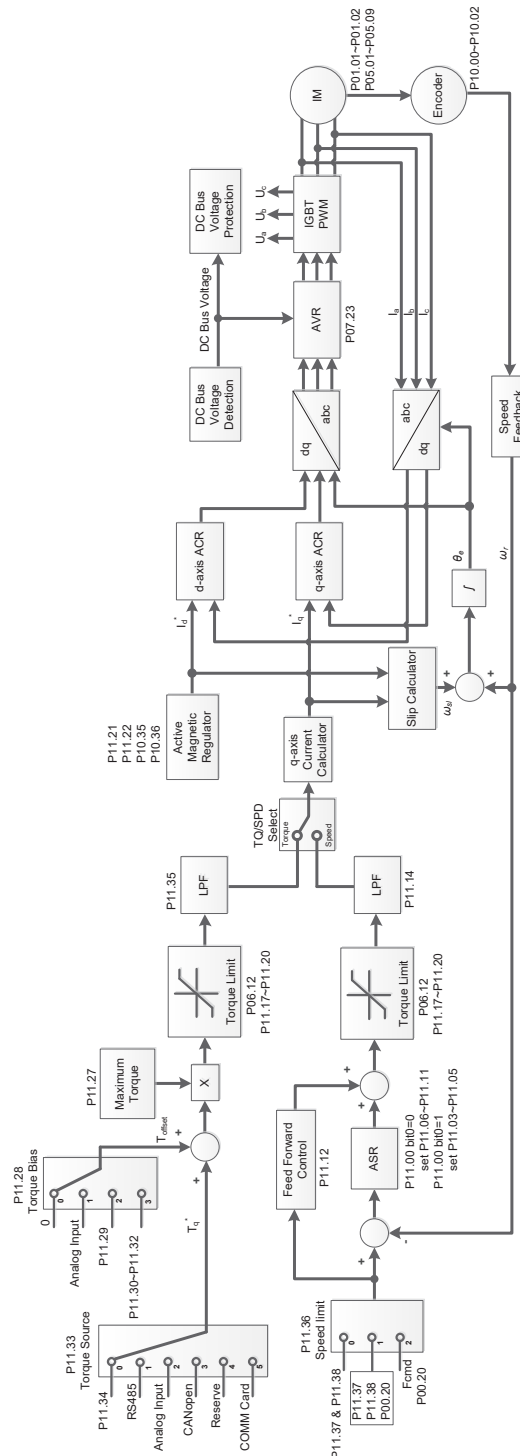 P11.33
Torque Source
P11.34
0
RS485
1
Analog Input
2
CANopen
3
Reserve
4
COMM Card
5
Tq*
+
P11.28
Torque Bias
0
0
Analog Input
1
P11.29
2
P11.30~P11.32
3
Toffset
+
P11.27
Maximum
Torque
X
Torque Limit
P06.12
P11.17~P11.20
P11.35
LPF
P11.36
Speed limit
P11.37 & P11.38
0
P11.37
P11.38
P00.20
1
Fcmd
P00.20
2
+
-
Feed Forward
Control
P11.12
ASR
P11.00 bit0=0
set P11.06~P11.11
P11.00 bit0=1
set P11.03~P11.05
+
+
Torque Limit
P06.12
P11.17~P11.20
LPF
P11.14
TQ/SPD
Select
Torque
Speed
q-axis
Current
Calculator
P11.21
P11.22
P10.35
P10.36
Active
Magnetic
Regulator
Id*
Iq*
d-axis ACR
q-axis ACR
Slip Calculator
ωsl
+
+
∫
θe
dq
abc
abc
dq
DC Bus
Voltage
Detection
DC Bus Voltage
DC Bus
Voltage
Protection
AVR
P07.23
IGBT
PWM
Ua
Ub
Uc
IM
P01.01~P01.02
P05.01~P05.09
Ia
Ib
Ic
Encoder
P10.00~P10.02
Speed
Feedback
ωr